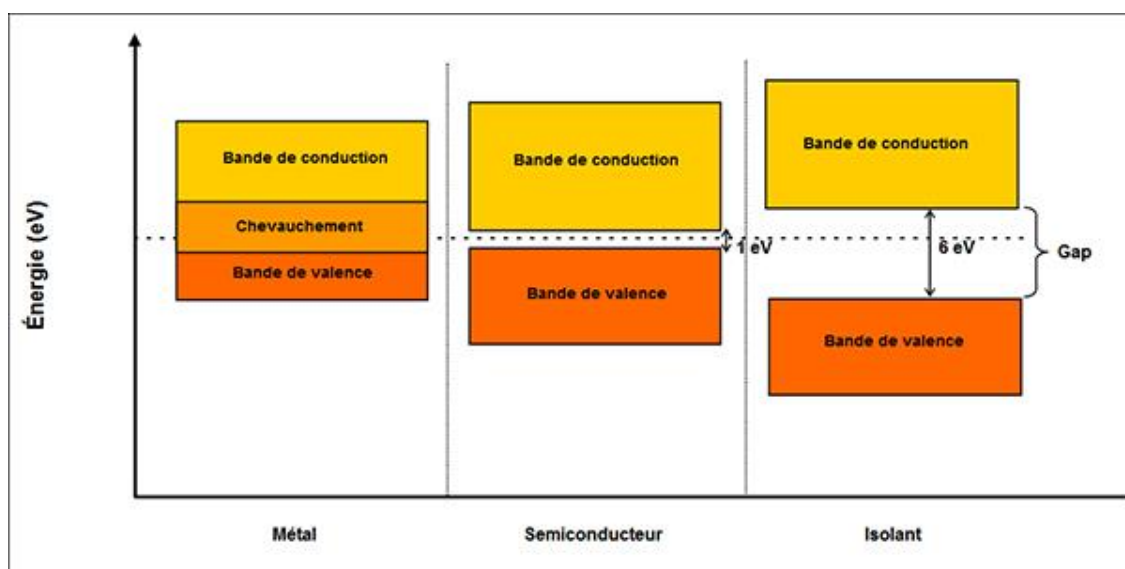 Énergie (eV)
Bande de conduction
Chevauchement
Bande de valence
Bande de conduction
1 eV
Bande de valence
Bande de conduction
6 eV
Gap
Bande de valence
Métal
Semiconducteur
Isolant